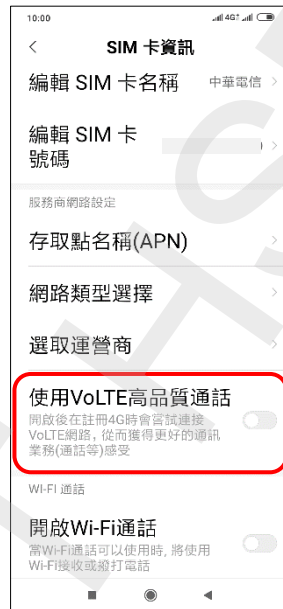 10:00
4G
SIM 卡資訊
編輯 SIM 卡名稱 中華電信
編輯 SIM 卡
號碼
服務商網路設定
存取點名稱(APN)
網路類型選擇
選取運營商
使用VoLTE高品質通話
開啟後在註冊4G時會嘗試連接
VoLTE網路，從而獲得更好的通訊
業務(通話等)感受
WI-FI 通話
開啟Wi-Fi通話
當Wi-Fi通話可以使用時, 將使用
Wi-Fi接收或撥打電話